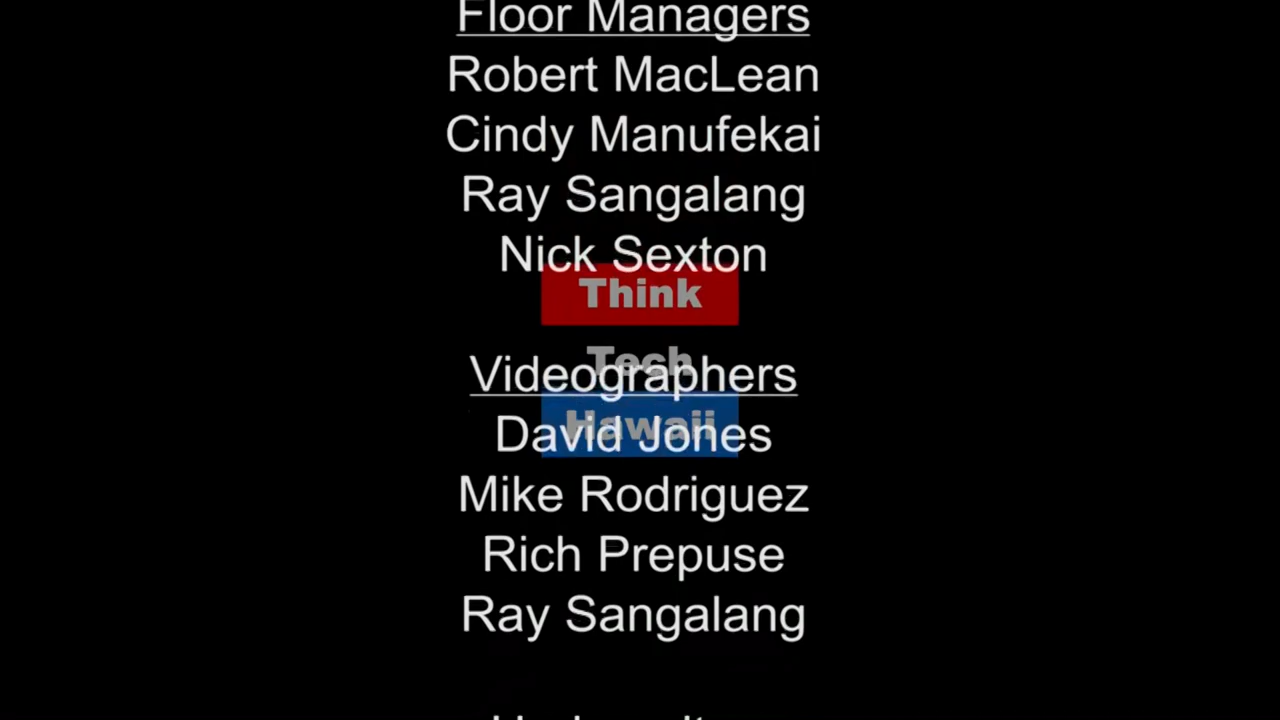 Floor Managers
Robert MacLean
Cindy Manufekai
Ray Sangalang
Nick Sexton
Think
Tech
Videographers
Hawaii
David Jones
Mike Rodriguez
Rich Prepuse
Ray Sangalang